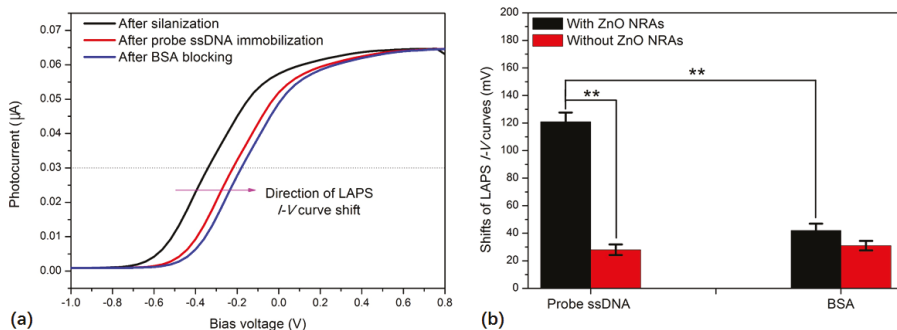 After silanization
After probe ssDNA immobilization
After BSA blocking
0.07
0.06
0.05
0.04
0.03
0.02
0.01
0.00
Photocurrent (μA)
Direction of LAPS
I-V curve shift
-1.0 -0.8 -0.6 -0.4 -0.2 0.0 0.2 0.4 0.6 0.8
Bias voltage (V)
(a)
With ZnO NRAs
Without ZnO NRAs
200
180
160
140
120
100
80
60
40
20
0
Shifts of LAPS I-V curves (mV)
**
**
Probe ssDNA BSA
(b)